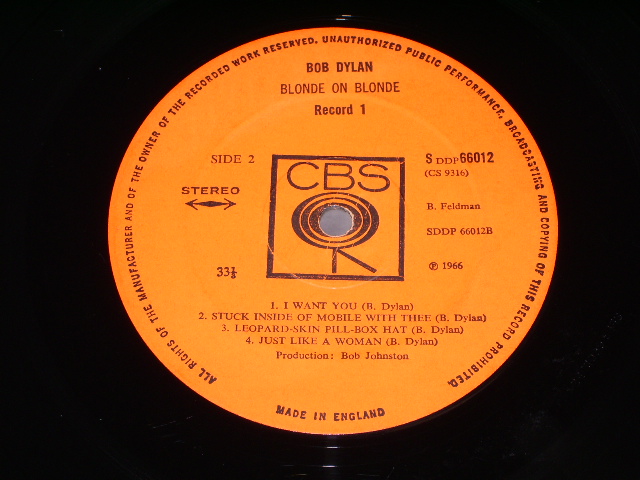 ALL RIGHTS OF THE MANUFACTURER AND OF THE OWNER OF THE RECORDED WORK RESERVED. UNAUTHORIZED PUBLIC PERFORMANCE, BROADCASTING AND COPYING OF THIS RECORD PROHIBITED.
BOB DYLAN
BLONDE ON BLONDE
Record 1
SIDE 2
S DDP 66012
(CS 9316)
STEREO
CBS
B. Feldman
SDDP 66012B
33⅓
℗ 1966
1. I WANT YOU (B. Dylan)
2. STUCK INSIDE OF MOBILE WITH THEE (B. Dylan)
3. LEOPARD-SKIN PILL-BOX HAT (B. Dylan)
4. JUST LIKE A WOMAN (B. Dylan)
Production: Bob Johnston
MADE IN ENGLAND